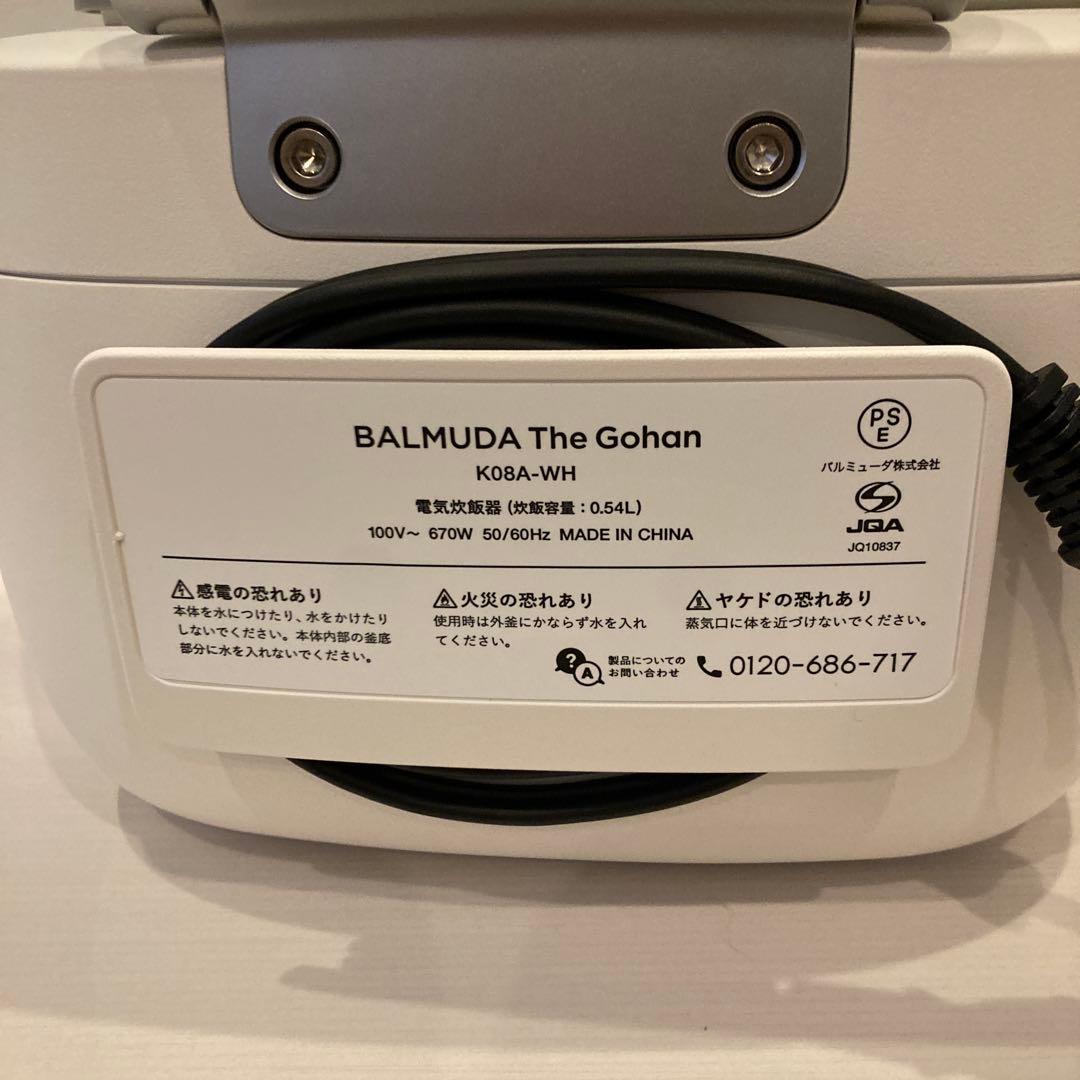 BALMUDA The Gohan
K08A-WH
電気炊飯器 (炊飯容量：0.54L)
100V〜 670W 50/60Hz MADE IN CHINA
PSE
バルミューダ株式会社
JQA
JQ10837
感電の恐れあり
本体を水につけたり、水をかけたり
しないでください。本体内部の釜底
部分に水を入れないでください。
火災の恐れあり
使用時は外釜にかならず水を入れ
てください。
ヤケドの恐れあり
蒸気口に体を近づけないでください。
? A
製品についての
お問い合わせ
0120-686-717